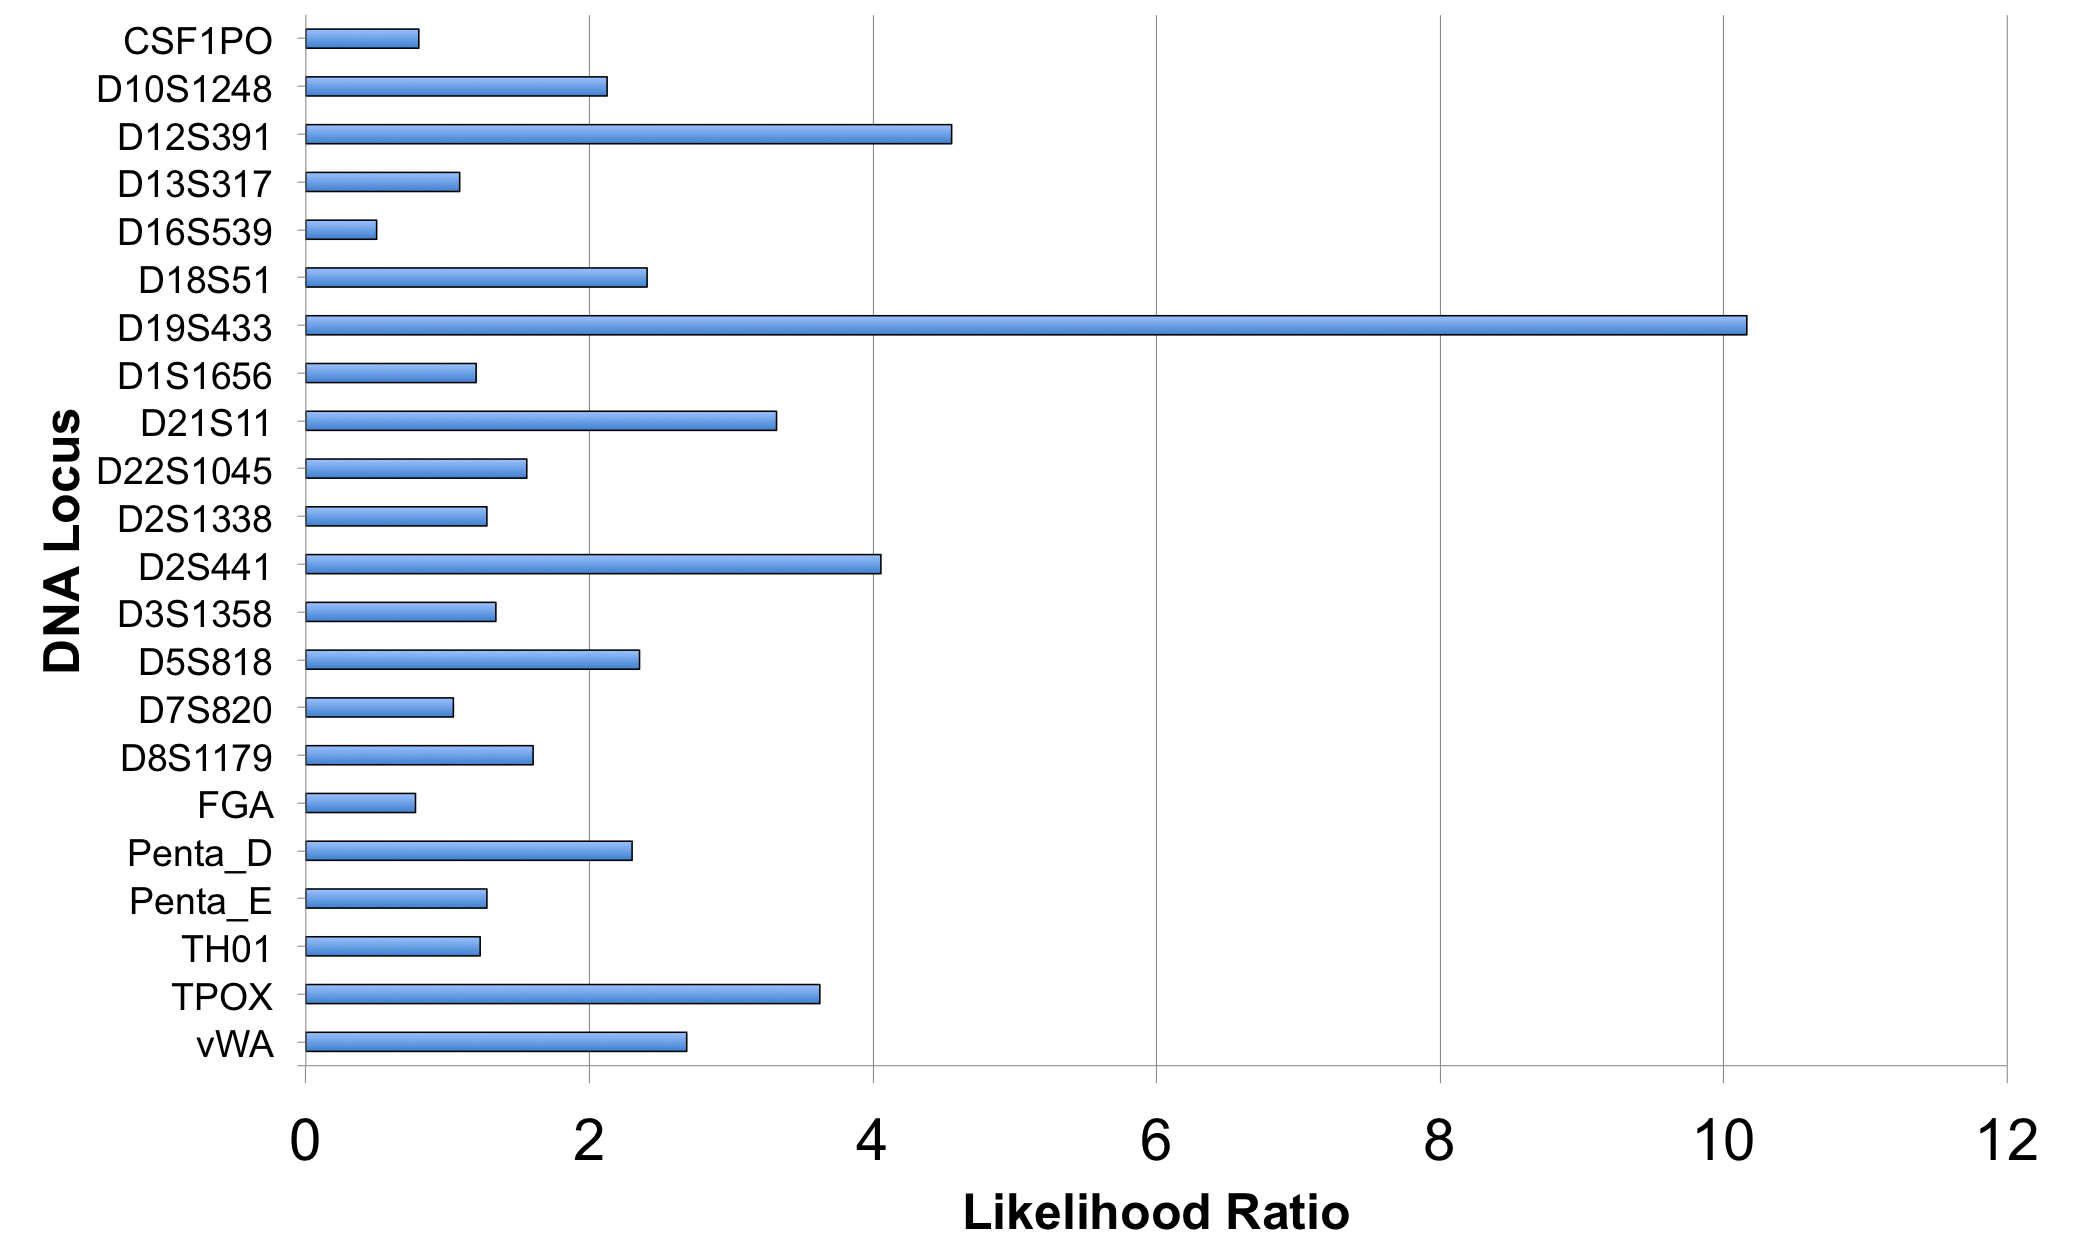 CSF1PO
D10S1248
D12S391
D13S317
D16S539
D18S51
D19S433
D1S1656
D21S11
D22S1045
D2S1338
D2S441
D3S1358
D5S818
D7S820
D8S1179
FGA
Penta_D
Penta_E
TH01
TPOX
vWA
DNA Locus
0 2 4 6 8 10 12
Likelihood Ratio